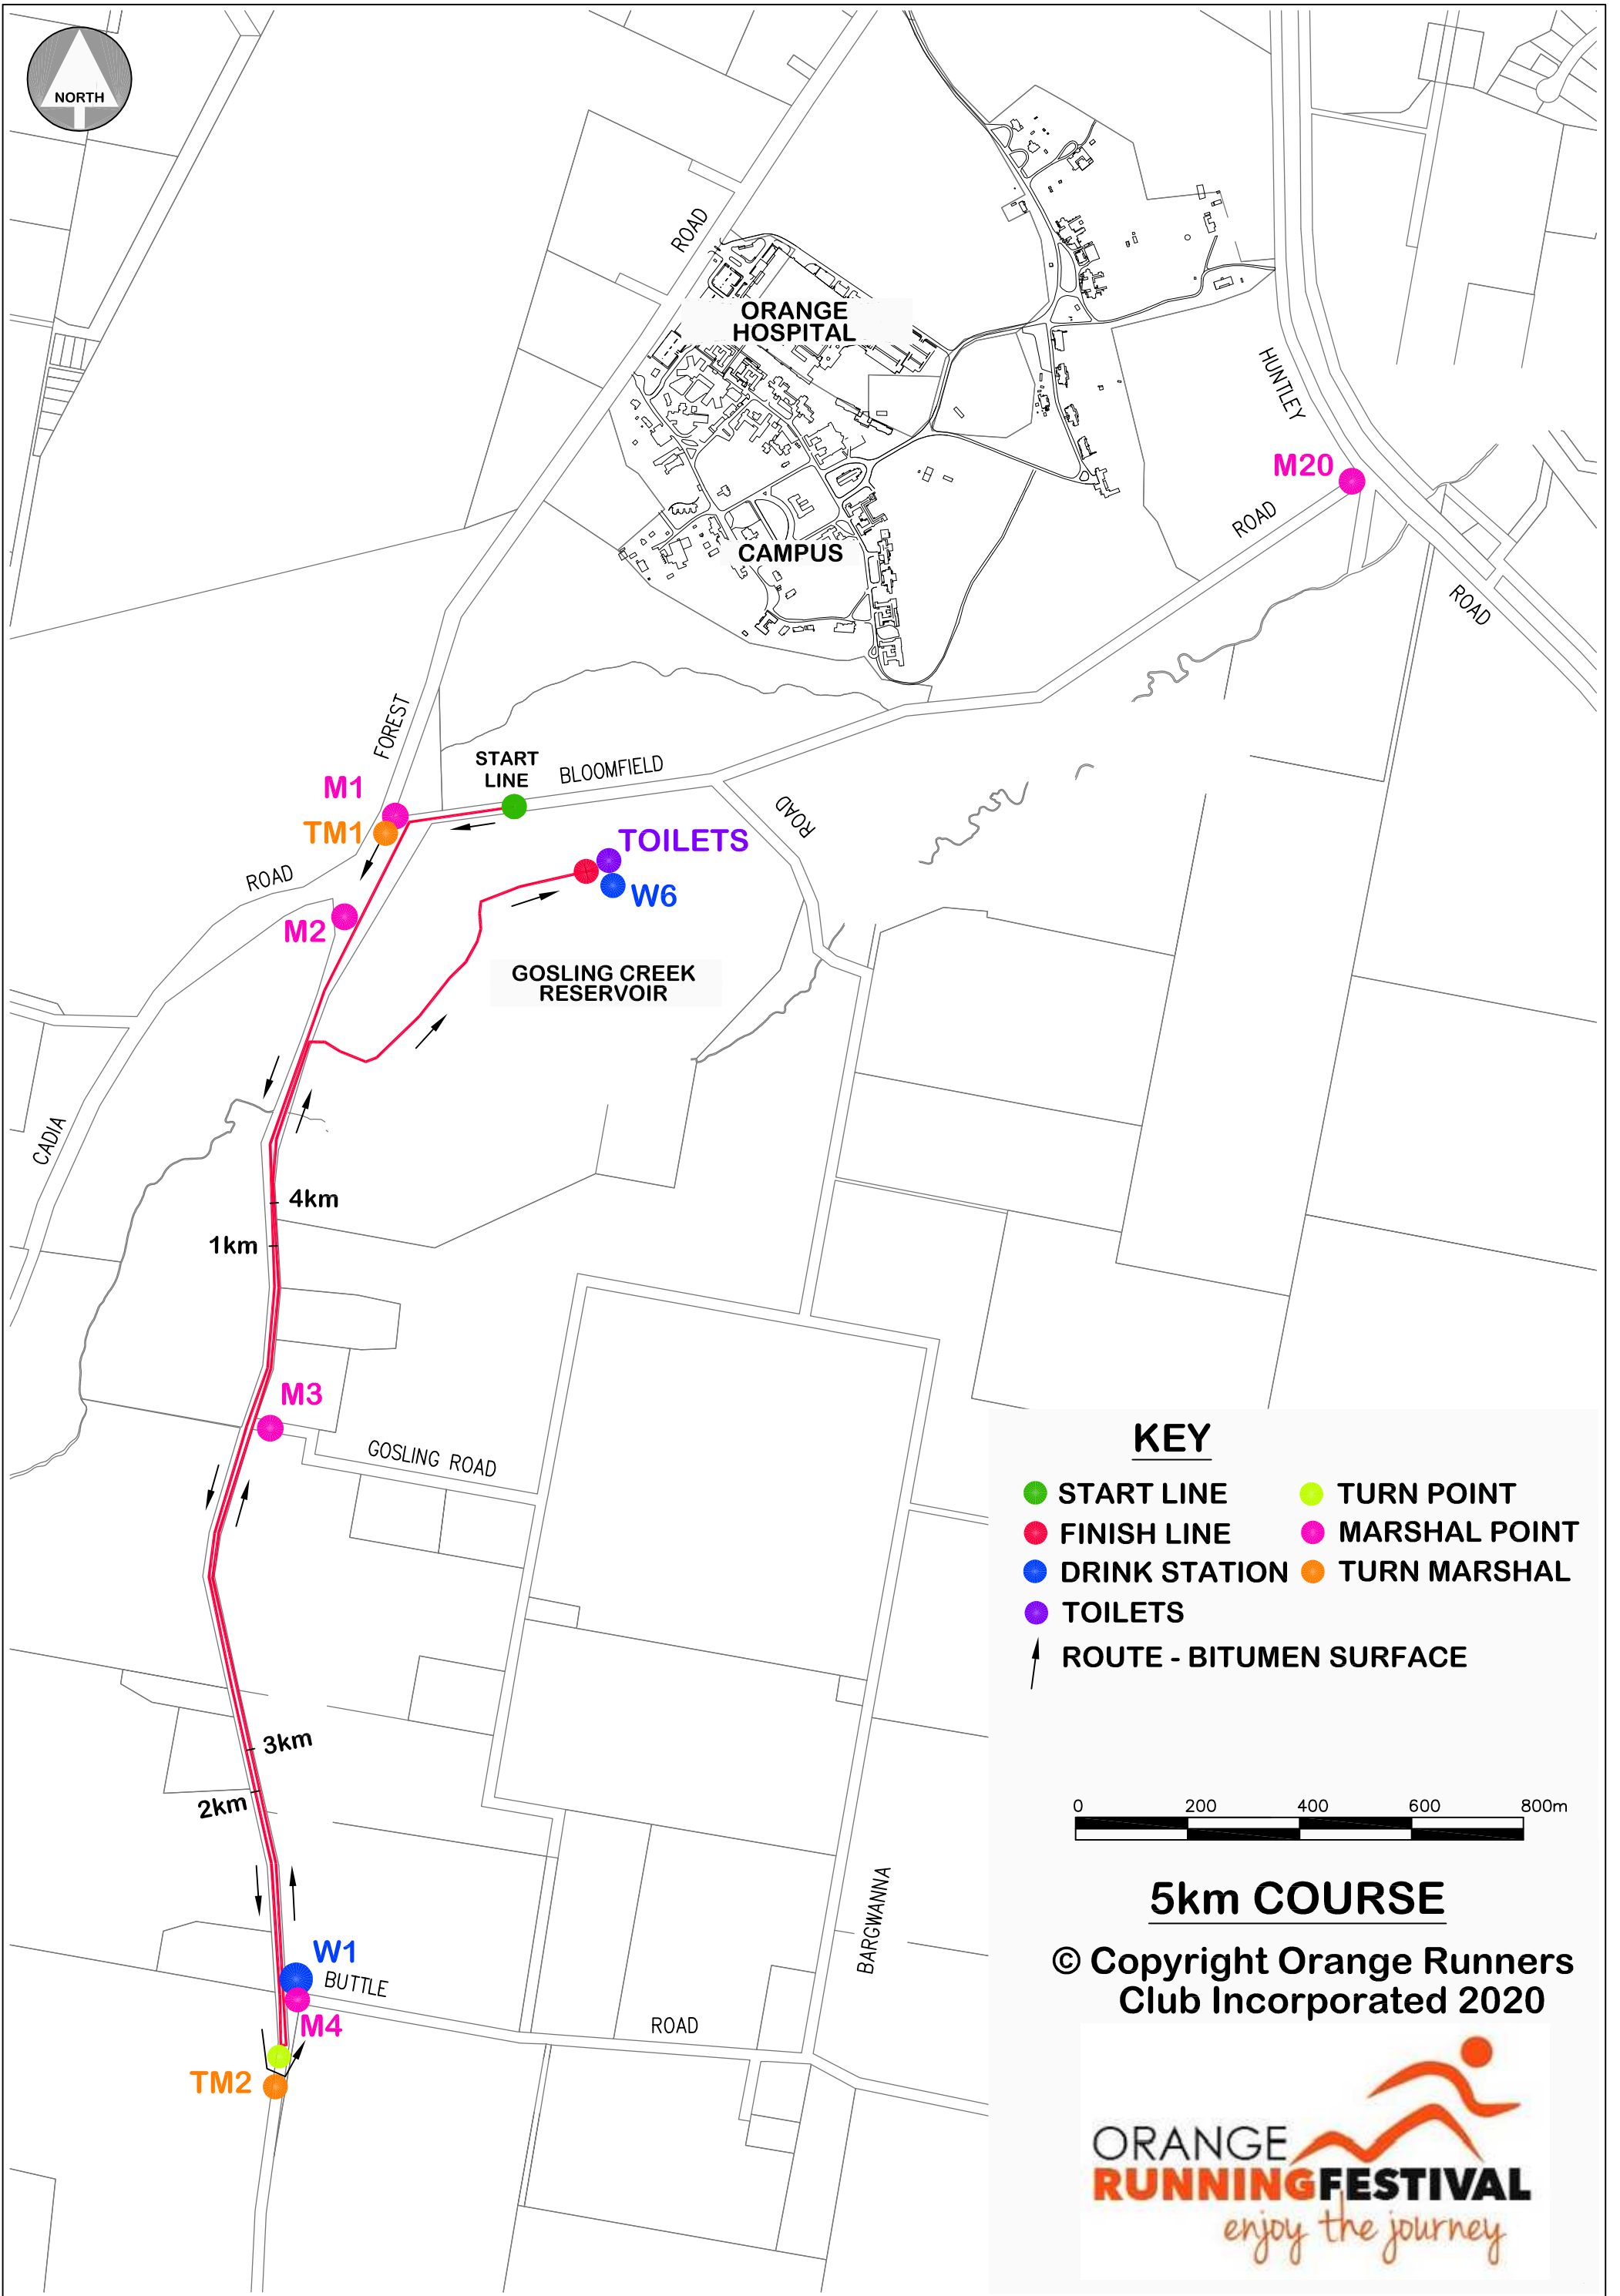 NORTH
ROAD
ORANGE
HOSPITAL
HUNTLEY
M20
ROAD
CAMPUS
ROAD
FOREST
START
LINE
BLOOMFIELD
M1
TM1
ROAD
TOILETS
ROAD
W6
M2
GOSLING CREEK
RESERVOIR
CADIA
4km
1km
M3
GOSLING ROAD
KEY
START LINE
TURN POINT
FINISH LINE
MARSHAL POINT
DRINK STATION
TURN MARSHAL
TOILETS
ROUTE - BITUMEN SURFACE
3km
2km
0 200 400 600 800m
5km COURSE
BARGWANNA
W1
BUTTLE
© Copyright Orange Runners
Club Incorporated 2020
M4
ROAD
TM2
ORANGE
RUNNINGFESTIVAL
enjoy the journey